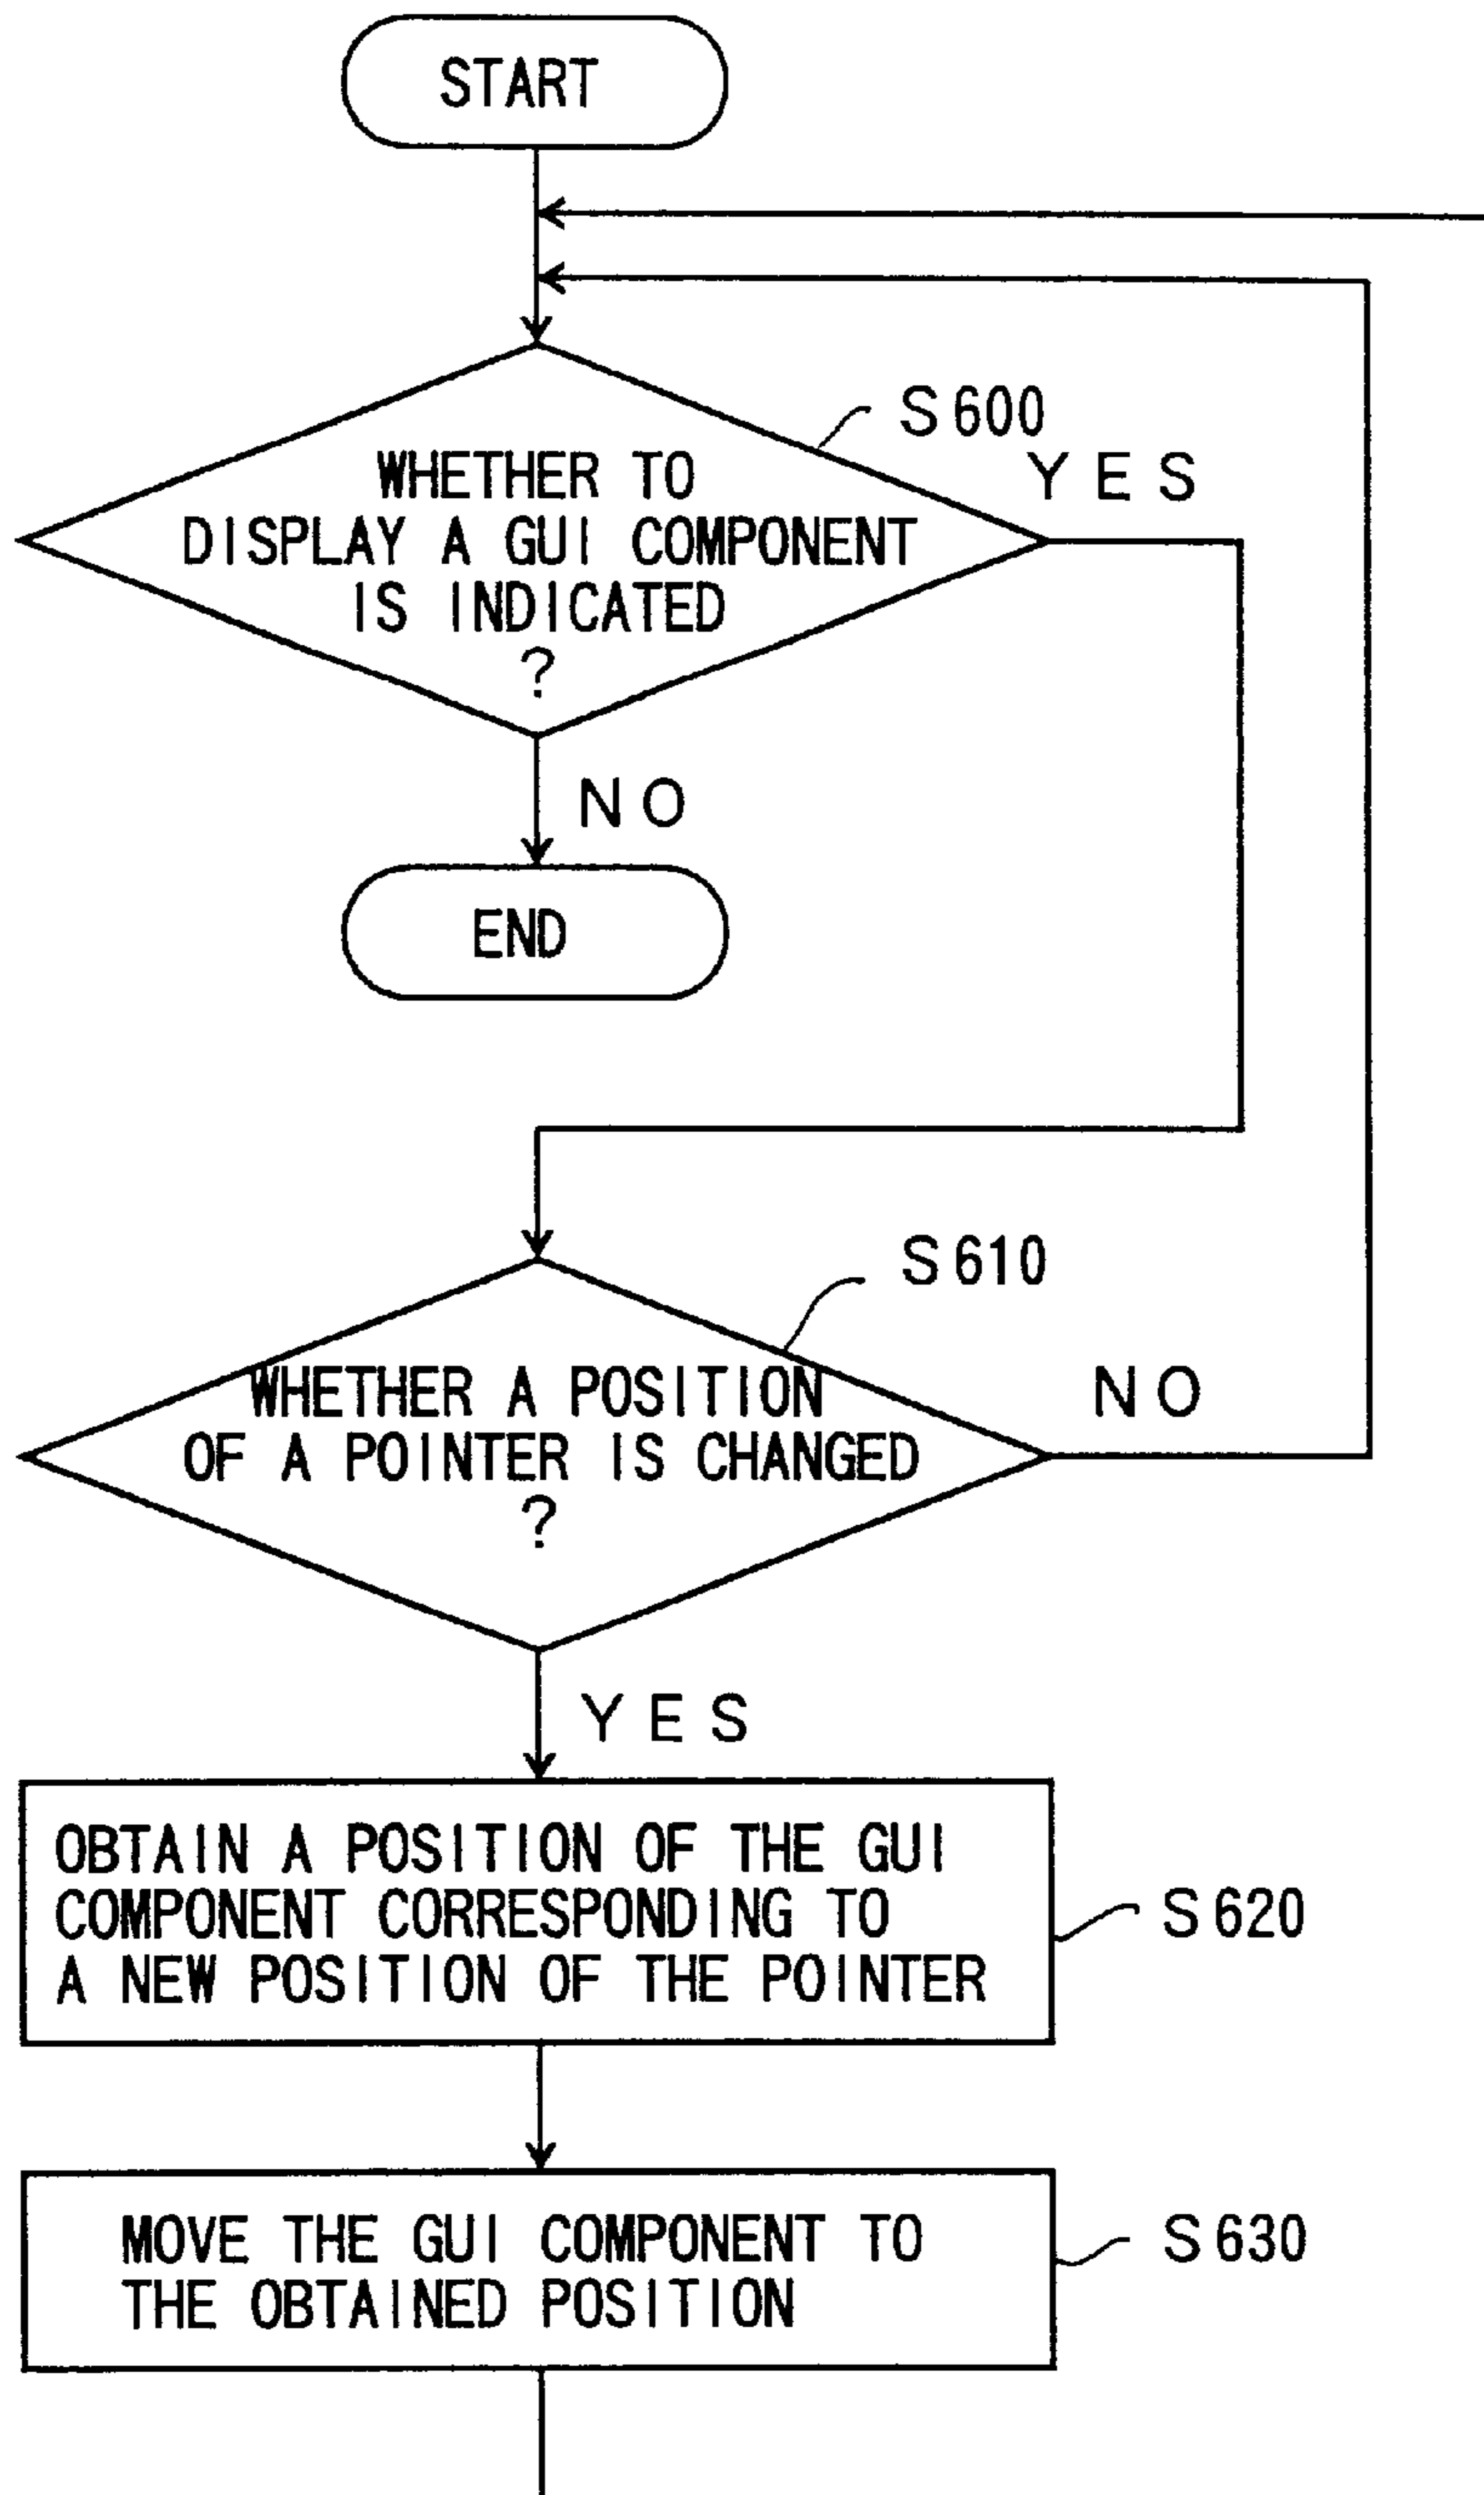 START
S600
YES
WHETHER TO
DISPLAY A GUI COMPONENT
IS INDICATED
?
NO
END
S610
WHETHER A POSITION
OF A POINTER IS CHANGED
?
NO
YES
OBTAIN A POSITION OF THE GUI
COMPONENT CORRESPONDING TO
A NEW POSITION OF THE POINTER
S620
MOVE THE GUI COMPONENT TO
THE OBTAINED POSITION
S630